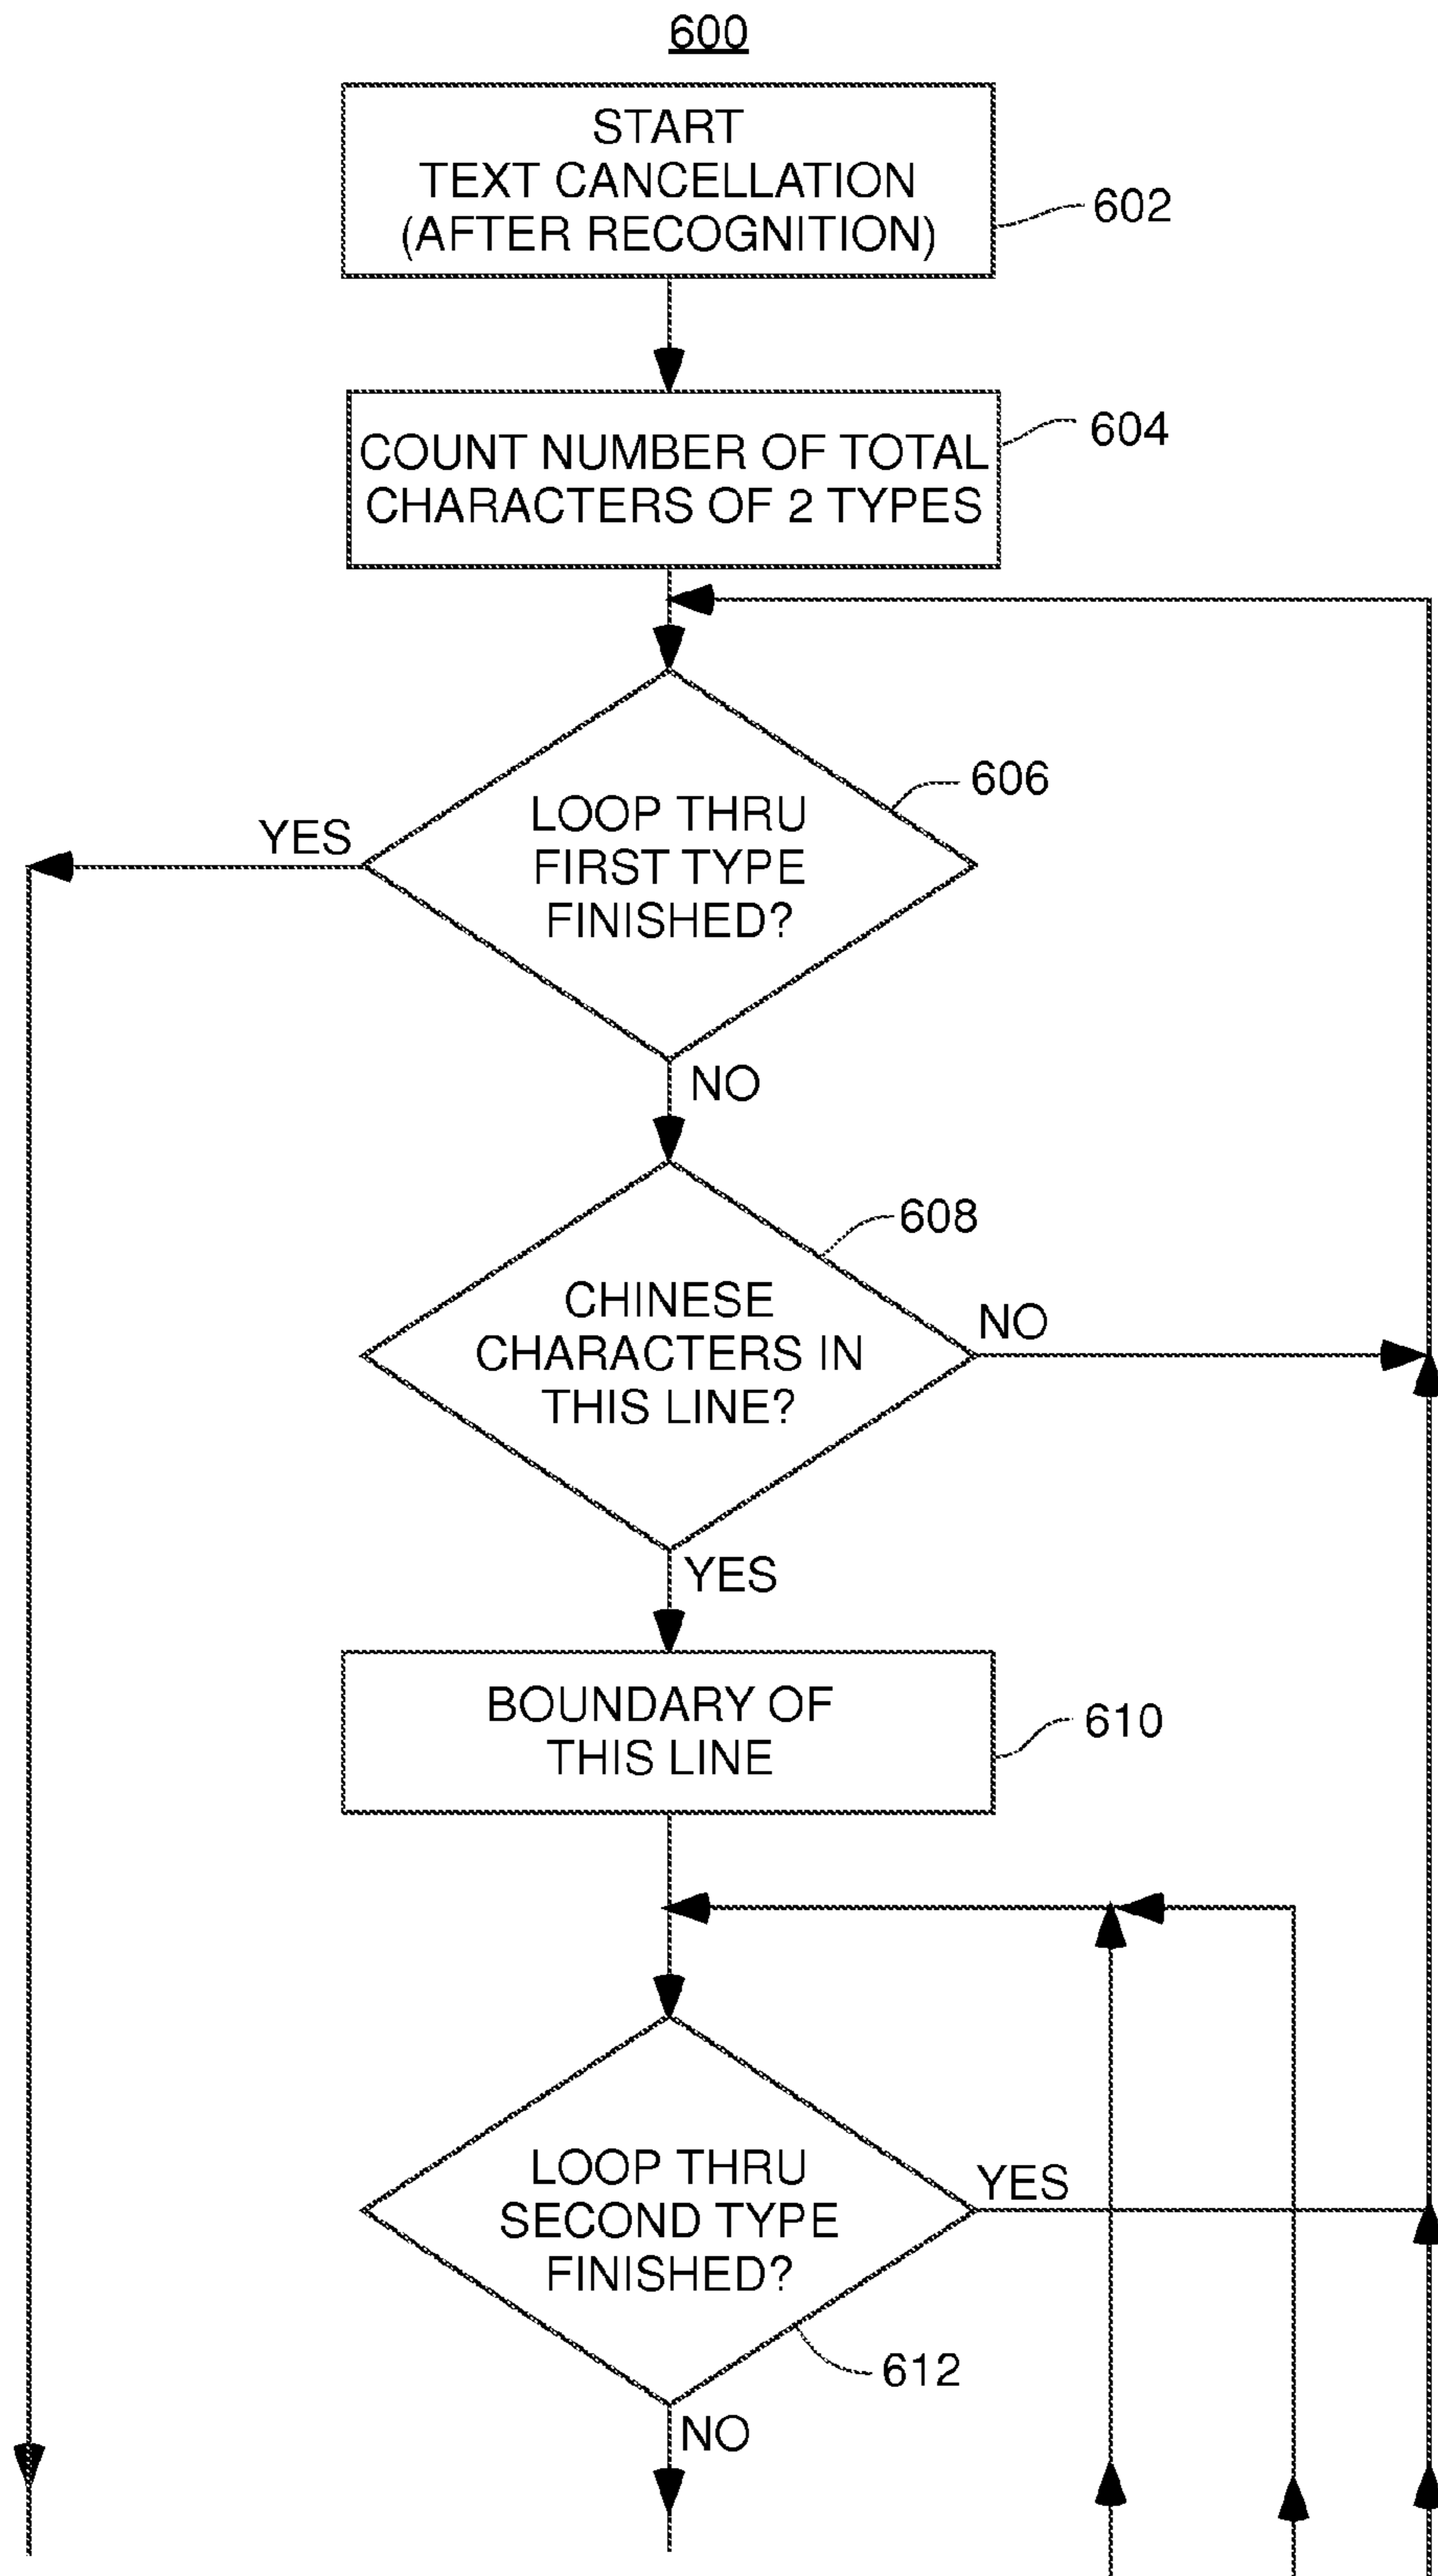 600
START
TEXT CANCELLATION
(AFTER RECOGNITION)
602
COUNT NUMBER OF TOTAL
CHARACTERS OF 2 TYPES
604
LOOP THRU
FIRST TYPE
FINISHED?
606
YES
NO
CHINESE
CHARACTERS IN
THIS LINE?
608
NO
YES
BOUNDARY OF
THIS LINE
610
LOOP THRU
SECOND TYPE
FINISHED?
YES
612
NO